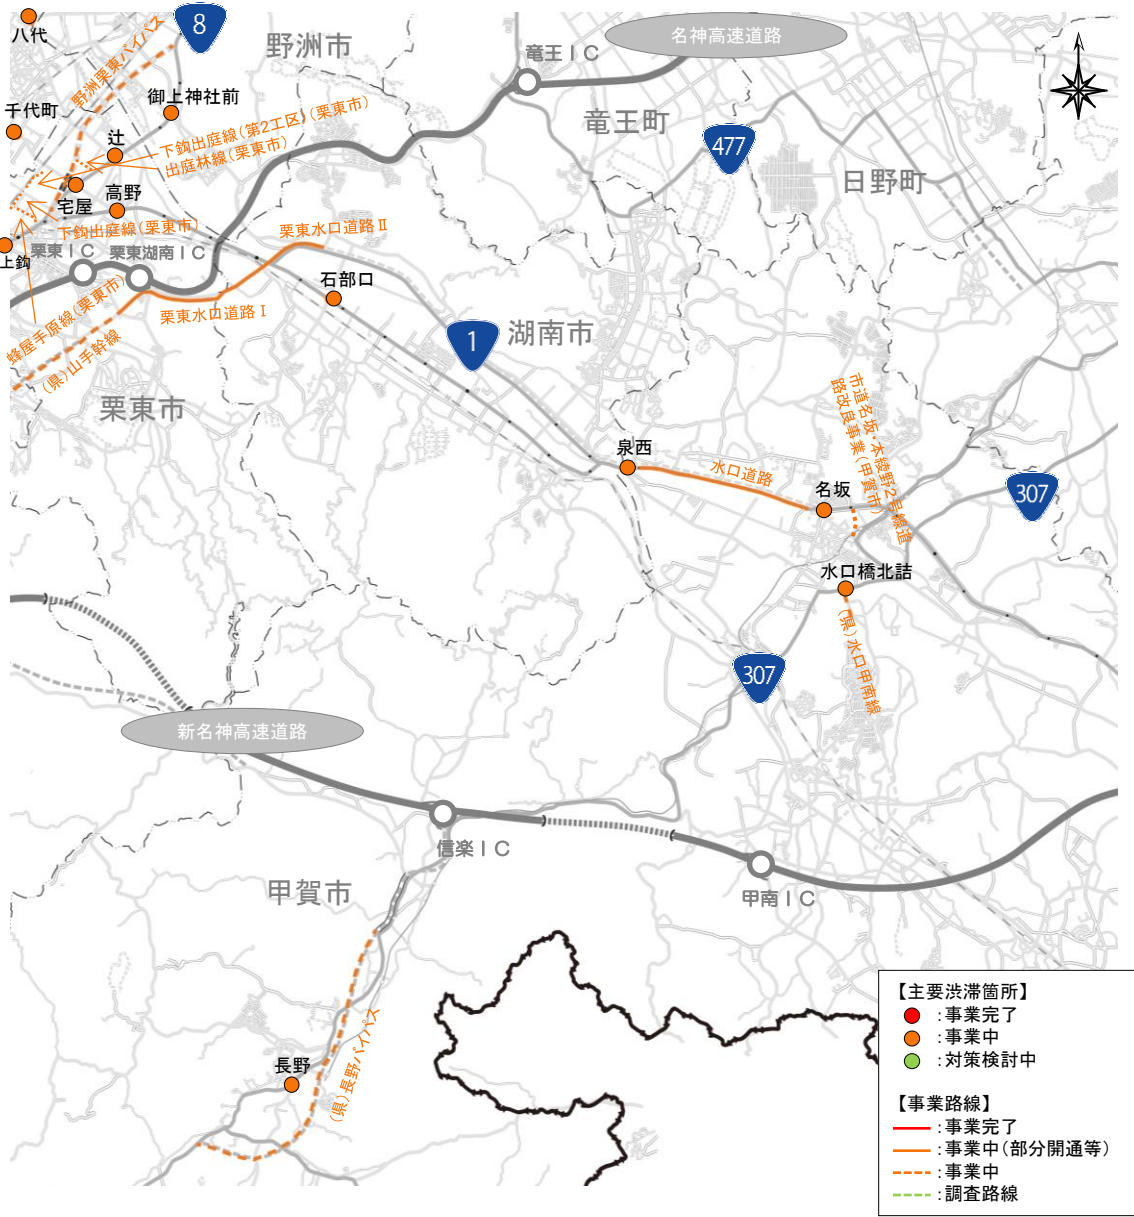 八代
8
野洲市
名神高速道路
竜王ＩＣ
野洲栗東バイパス
御上神社前
千代町
竜王町
下鈎出庭線(第2工区)(栗東市)
477
辻
出庭林線(栗東市)
日野町
宅屋
高野
下鈎出庭線(栗東市)
栗東水口道路Ⅱ
上鈎
栗東ＩＣ
栗東湖南ＩＣ
石部口
蜂屋手原線(栗東市)
栗東水口道路Ⅰ
湖南市
1
(県)山手幹線
栗東市
市道名坂・本綾野2号線道
路改良事業(甲賀市)
泉西
水口道路
名坂
307
水口橋北詰
(県)水口甲南線
307
新名神高速道路
信楽ＩＣ
甲賀市
甲南ＩＣ
(県)長野バイパス
長野
【主要渋滞箇所】
：事業完了
：事業中
：対策検討中
【事業路線】
：事業完了
：事業中(部分開通等)
：事業中
：調査路線